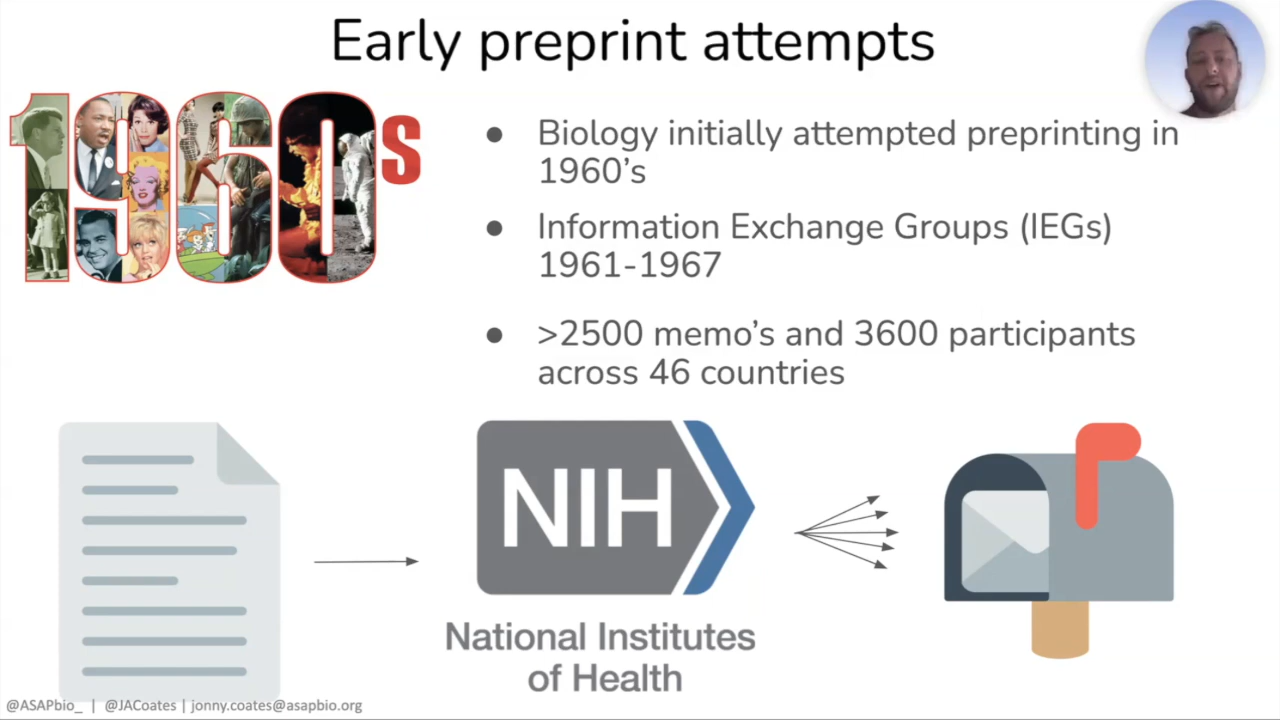 Early preprint attempts
1960s
● Biology initially attempted preprinting in
1960's
● Information Exchange Groups (IEGs)
1961-1967
● >2500 memo's and 3600 participants
across 46 countries
NIH
National Institutes
of Health
@ASAPbio_ | @JACoates | jonny.coates@asapbio.org